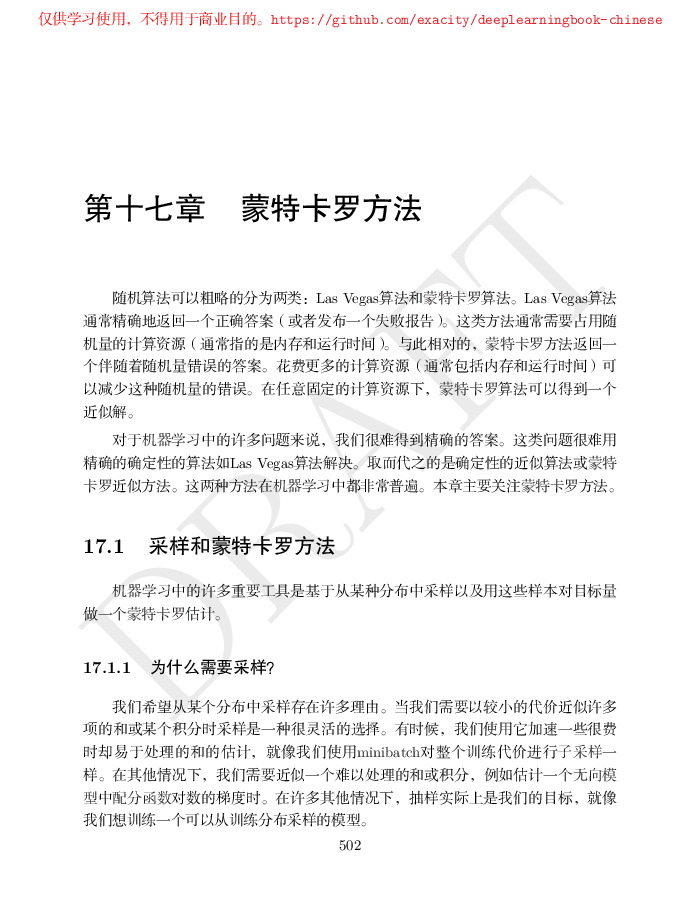 仅供学习使用，不得用于商业目的。https://github.com/exacity/deeplearningbook-chinese
第十七章 蒙特卡罗方法
随机算法可以粗略的分为两类：Las Vegas算法和蒙特卡罗算法。Las Vegas算法
通常精确地返回一个正确答案（或者发布一个失败报告）。这类方法通常需要占用随
机量的计算资源（通常指的是内存和运行时间）。与此相对的，蒙特卡罗方法返回一
个伴随着随机量错误的答案。花费更多的计算资源（通常包括内存和运行时间）可
以减少这种随机量的错误。在任意固定的计算资源下，蒙特卡罗算法可以得到一个
近似解。
对于机器学习中的许多问题来说，我们很难得到精确的答案。这类问题很难用
精确的确定性的算法如Las Vegas算法解决。取而代之的是确定性的近似算法或蒙特
卡罗近似方法。这两种方法在机器学习中都非常普遍。本章主要关注蒙特卡罗方法。
17.1 采样和蒙特卡罗方法
机器学习中的许多重要工具是基于从某种分布中采样以及用这些样本对目标量
做一个蒙特卡罗估计。
17.1.1 为什么需要采样？
我们希望从某个分布中采样存在许多理由。当我们需要以较小的代价近似许多
项的和或某个积分时采样是一种很灵活的选择。有时候，我们使用它加速一些很费
时却易于处理的和的估计，就像我们使用minibatch对整个训练代价进行子采样一
样。在其他情况下，我们需要近似一个难以处理的和或积分，例如估计一个无向模
型中配分函数对数的梯度时。在许多其他情况下，抽样实际上是我们的目标，就像
我们想训练一个可以从训练分布采样的模型。
502
DRAFT